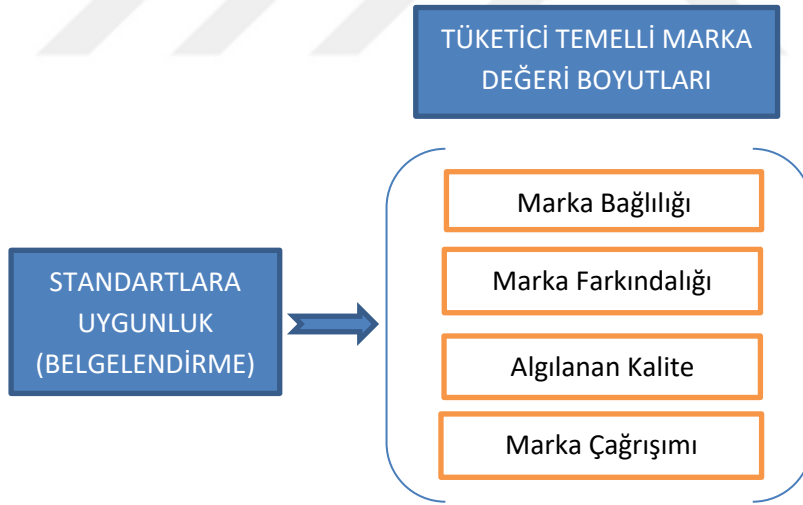 TÜKETİCİ TEMELLİ MARKA
DEĞERİ BOYUTLARI
Marka Bağlılığı
STANDARTLARA
UYGUNLUK
(BELGELENDİRME)
Marka Farkındalığı
Algılanan Kalite
Marka Çağrışımı